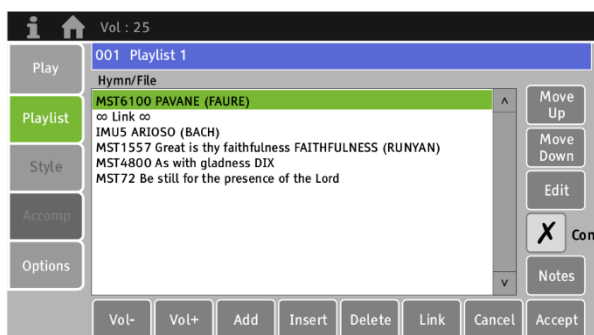 Vol : 25
Play
Playlist
Style
Accomp
Options
001 Playlist 1
Hymn/File
MST6100 PAVANE (FAURE)
∞ Link ∞
IMU5 ARIOSO (BACH)
MST1557 Great is thy faithfulness FAITHFULNESS (RUNYAN)
MST4800 As with gladness DIX
MST72 Be still for the presence of the Lord
Move
Up
Move
Down
Edit
✗ Con
Notes
Vol- Vol+ Add Insert Delete Link Cancel Accept